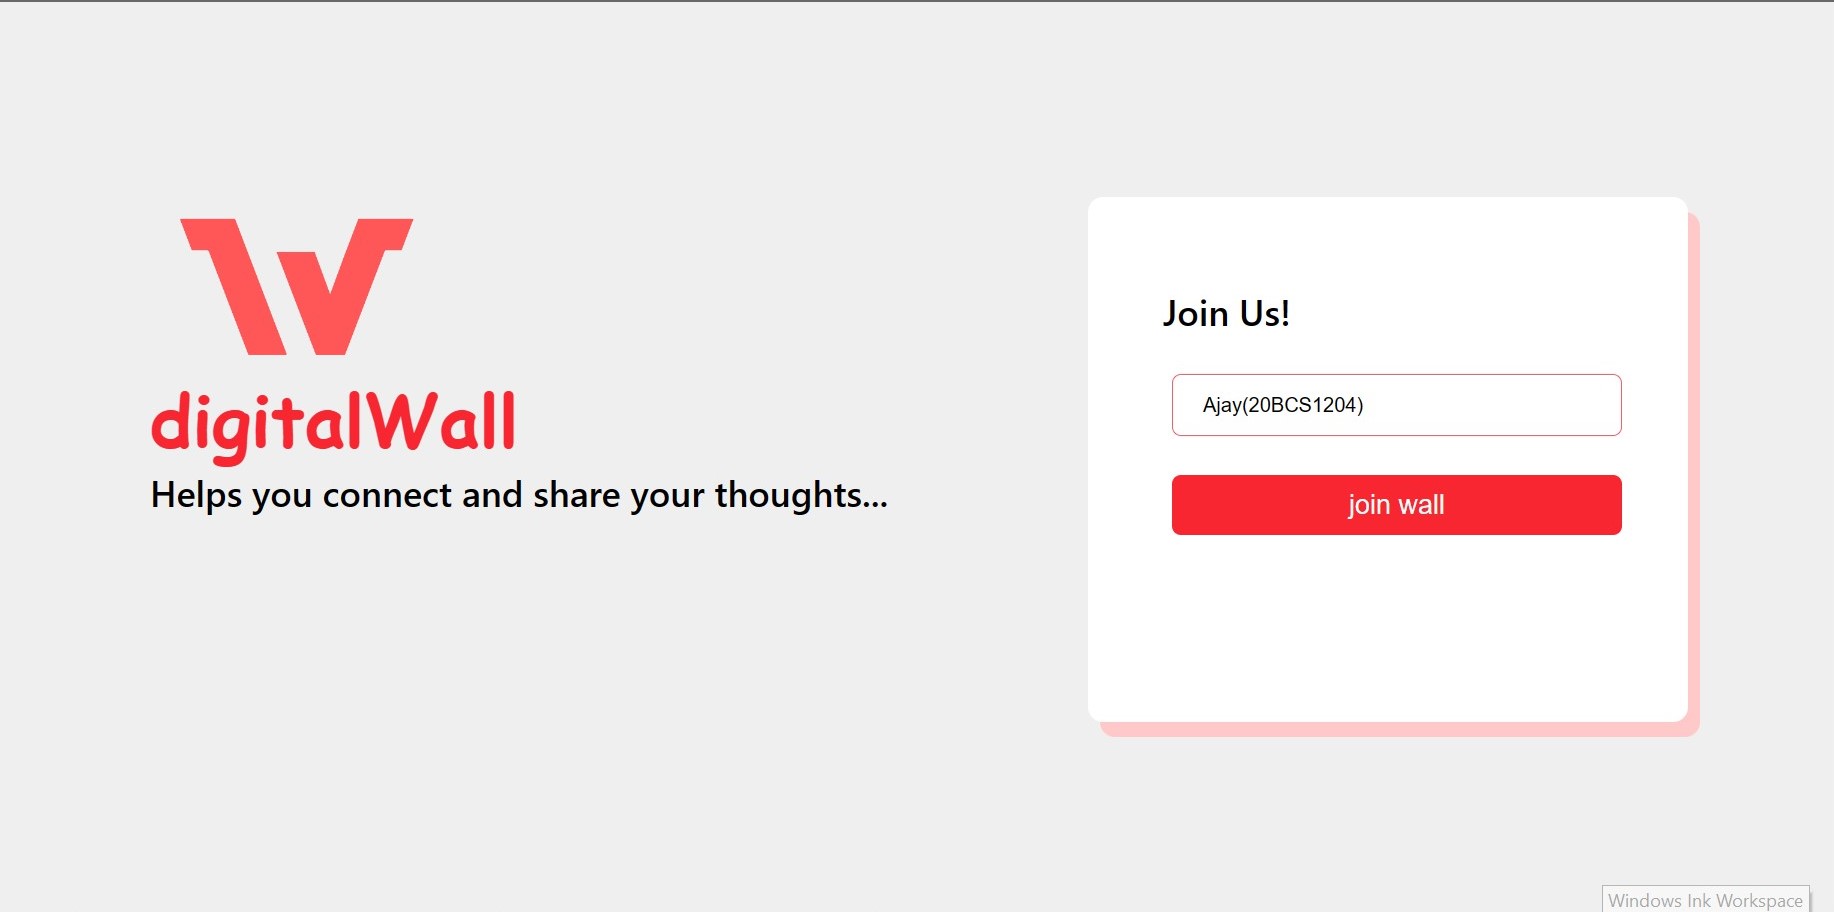 digitalWall
Helps you connect and share your thoughts...
Join Us!
Ajay(20BCS1204)
join wall
Windows Ink Workspace